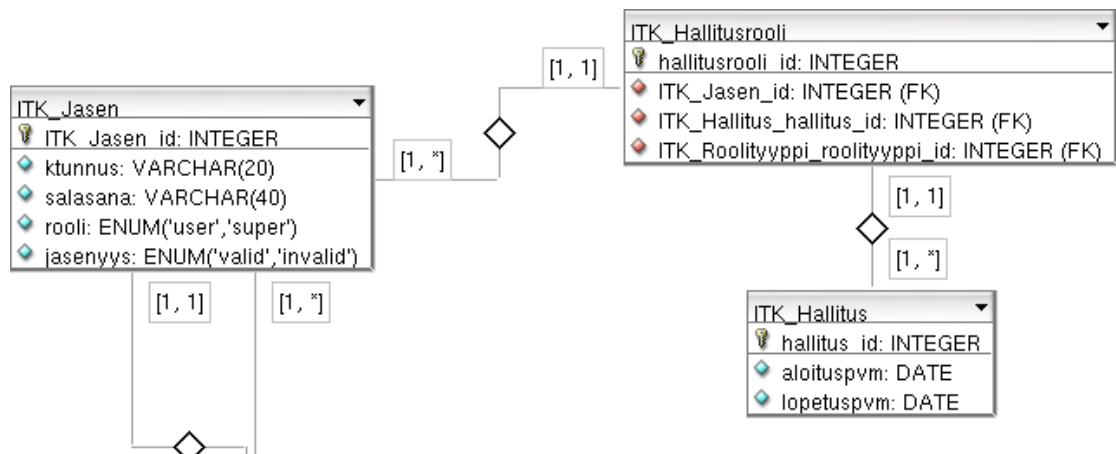 ITK_Hallitusrooli
hallitusrooli_id: INTEGER
ITK_Jasen_id: INTEGER (FK)
ITK_Hallitus_hallitus_id: INTEGER (FK)
ITK_Roolityyppi_roolityyppi_id: INTEGER (FK)
[1, 1]
ITK_Jasen
ITK_Jasen_id: INTEGER
ktunnus: VARCHAR(20)
salasana: VARCHAR(40)
rooli: ENUM('user','super')
jasenyys: ENUM('valid','invalid')
[1, *]
[1, 1]
[1, *]
[1, 1]
[1, *]
ITK_Hallitus
hallitus_id: INTEGER
aloituspvm: DATE
lopetuspvm: DATE